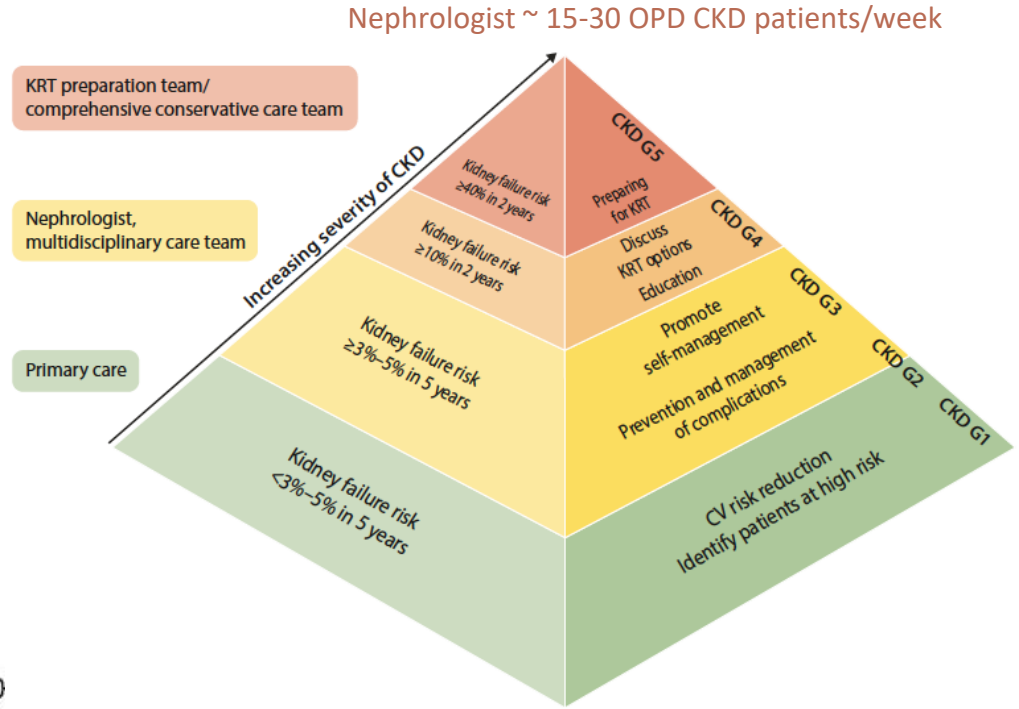 Nephrologist ~ 15-30 OPD CKD patients/week
KRT preparation team/
comprehensive conservative care team
Nephrologist,
multidisciplinary care team
Primary care
Increasing severity of CKD
Kidney failure risk
≥40% in 2 years
Kidney failure risk
≥10% in 2 years
Kidney failure risk
≥3%–5% in 5 years
Kidney failure risk
<3%–5% in 5 years
CKD G5
Preparing
for KRT
CKD G4
Discuss
KRT options
Education
CKD G3
Promote
self-management
Prevention and management
of complications
CKD G2
CKD G1
CV risk reduction
Identify patients at high risk